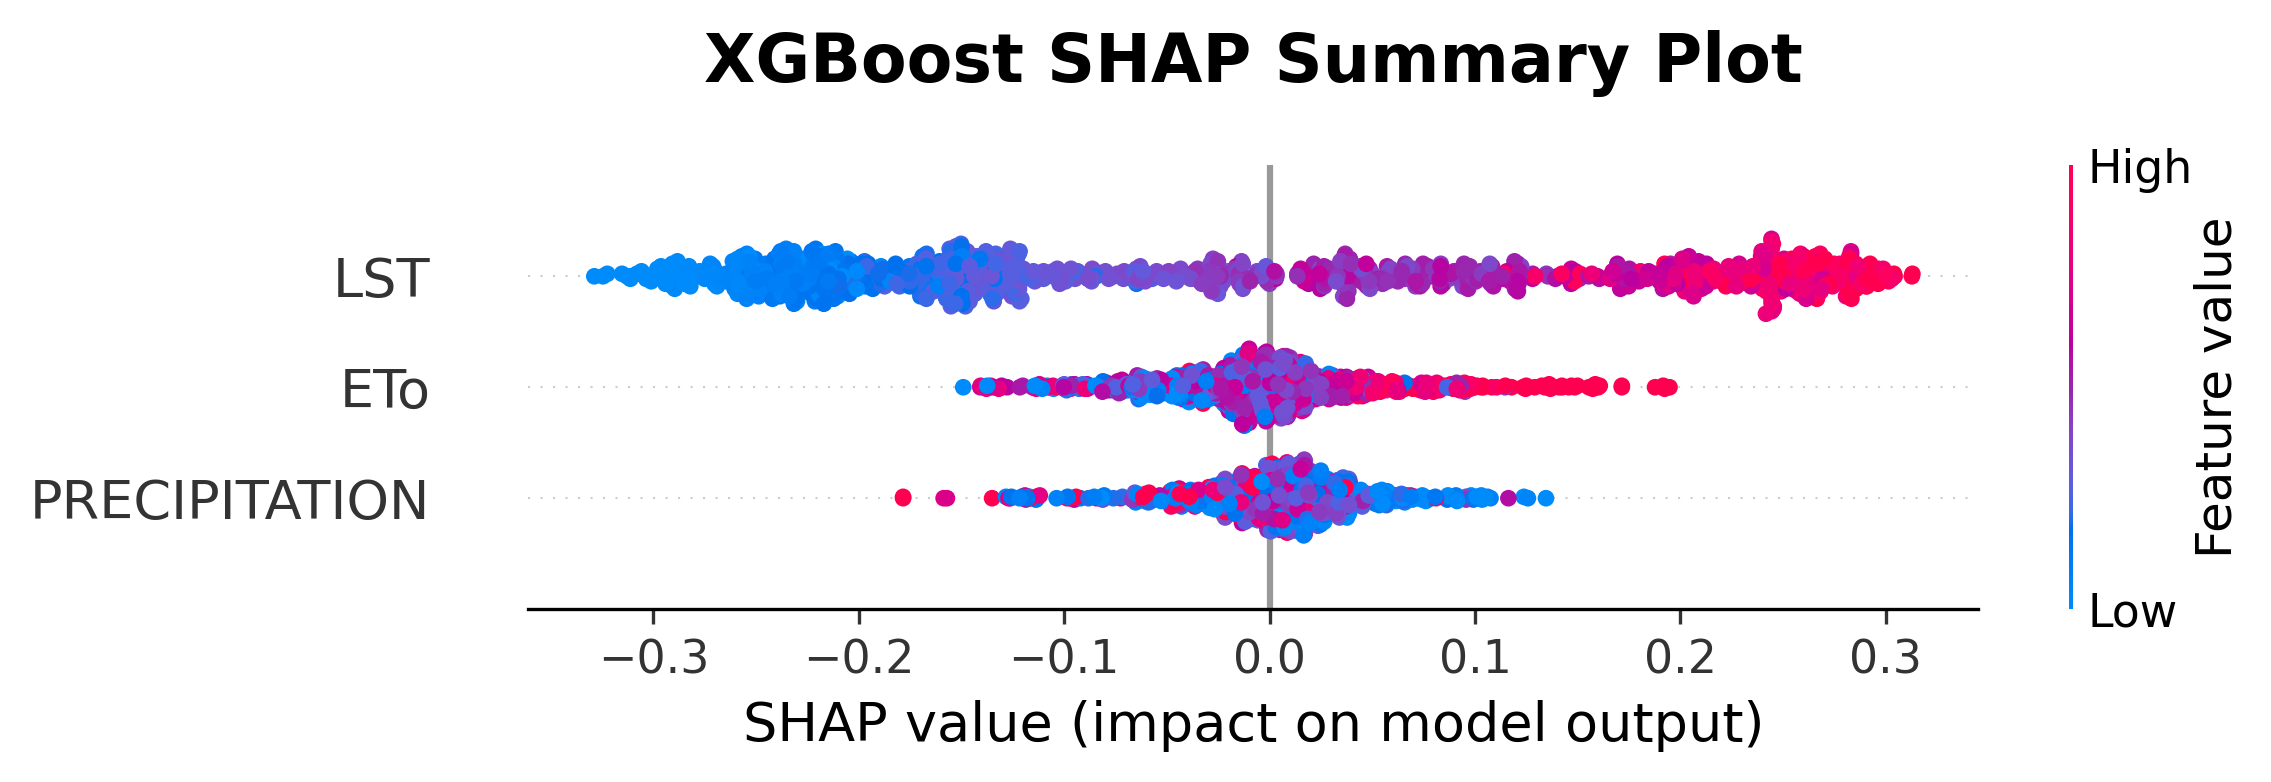 XGBoost SHAP Summary Plot
High
LST
ETo
PRECIPITATION
Feature value
Low
−0.3 −0.2 −0.1 0.0 0.1 0.2 0.3
SHAP value (impact on model output)